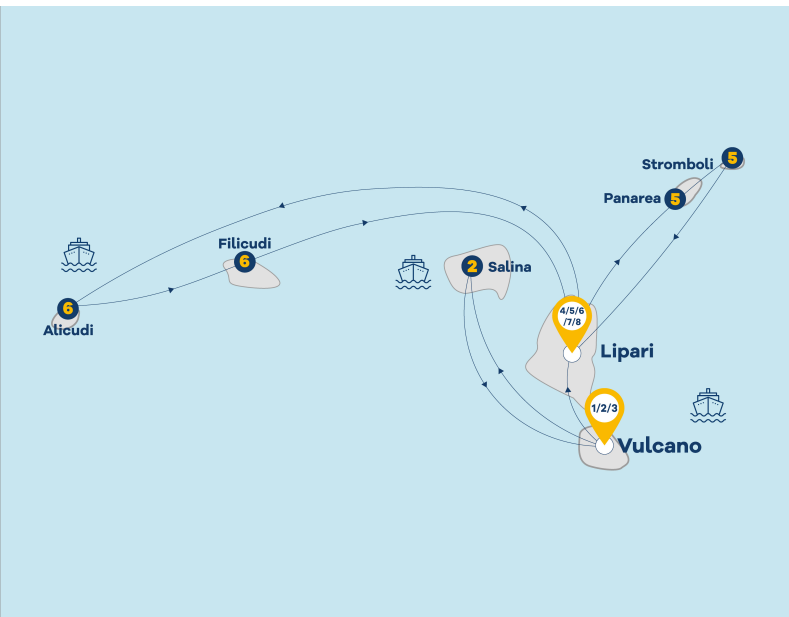 Stromboli
5
Panarea
5
Filicudi
6
2
Salina
6
Alicudi
4/5/6
/7/8
Lipari
1/2/3
Vulcano